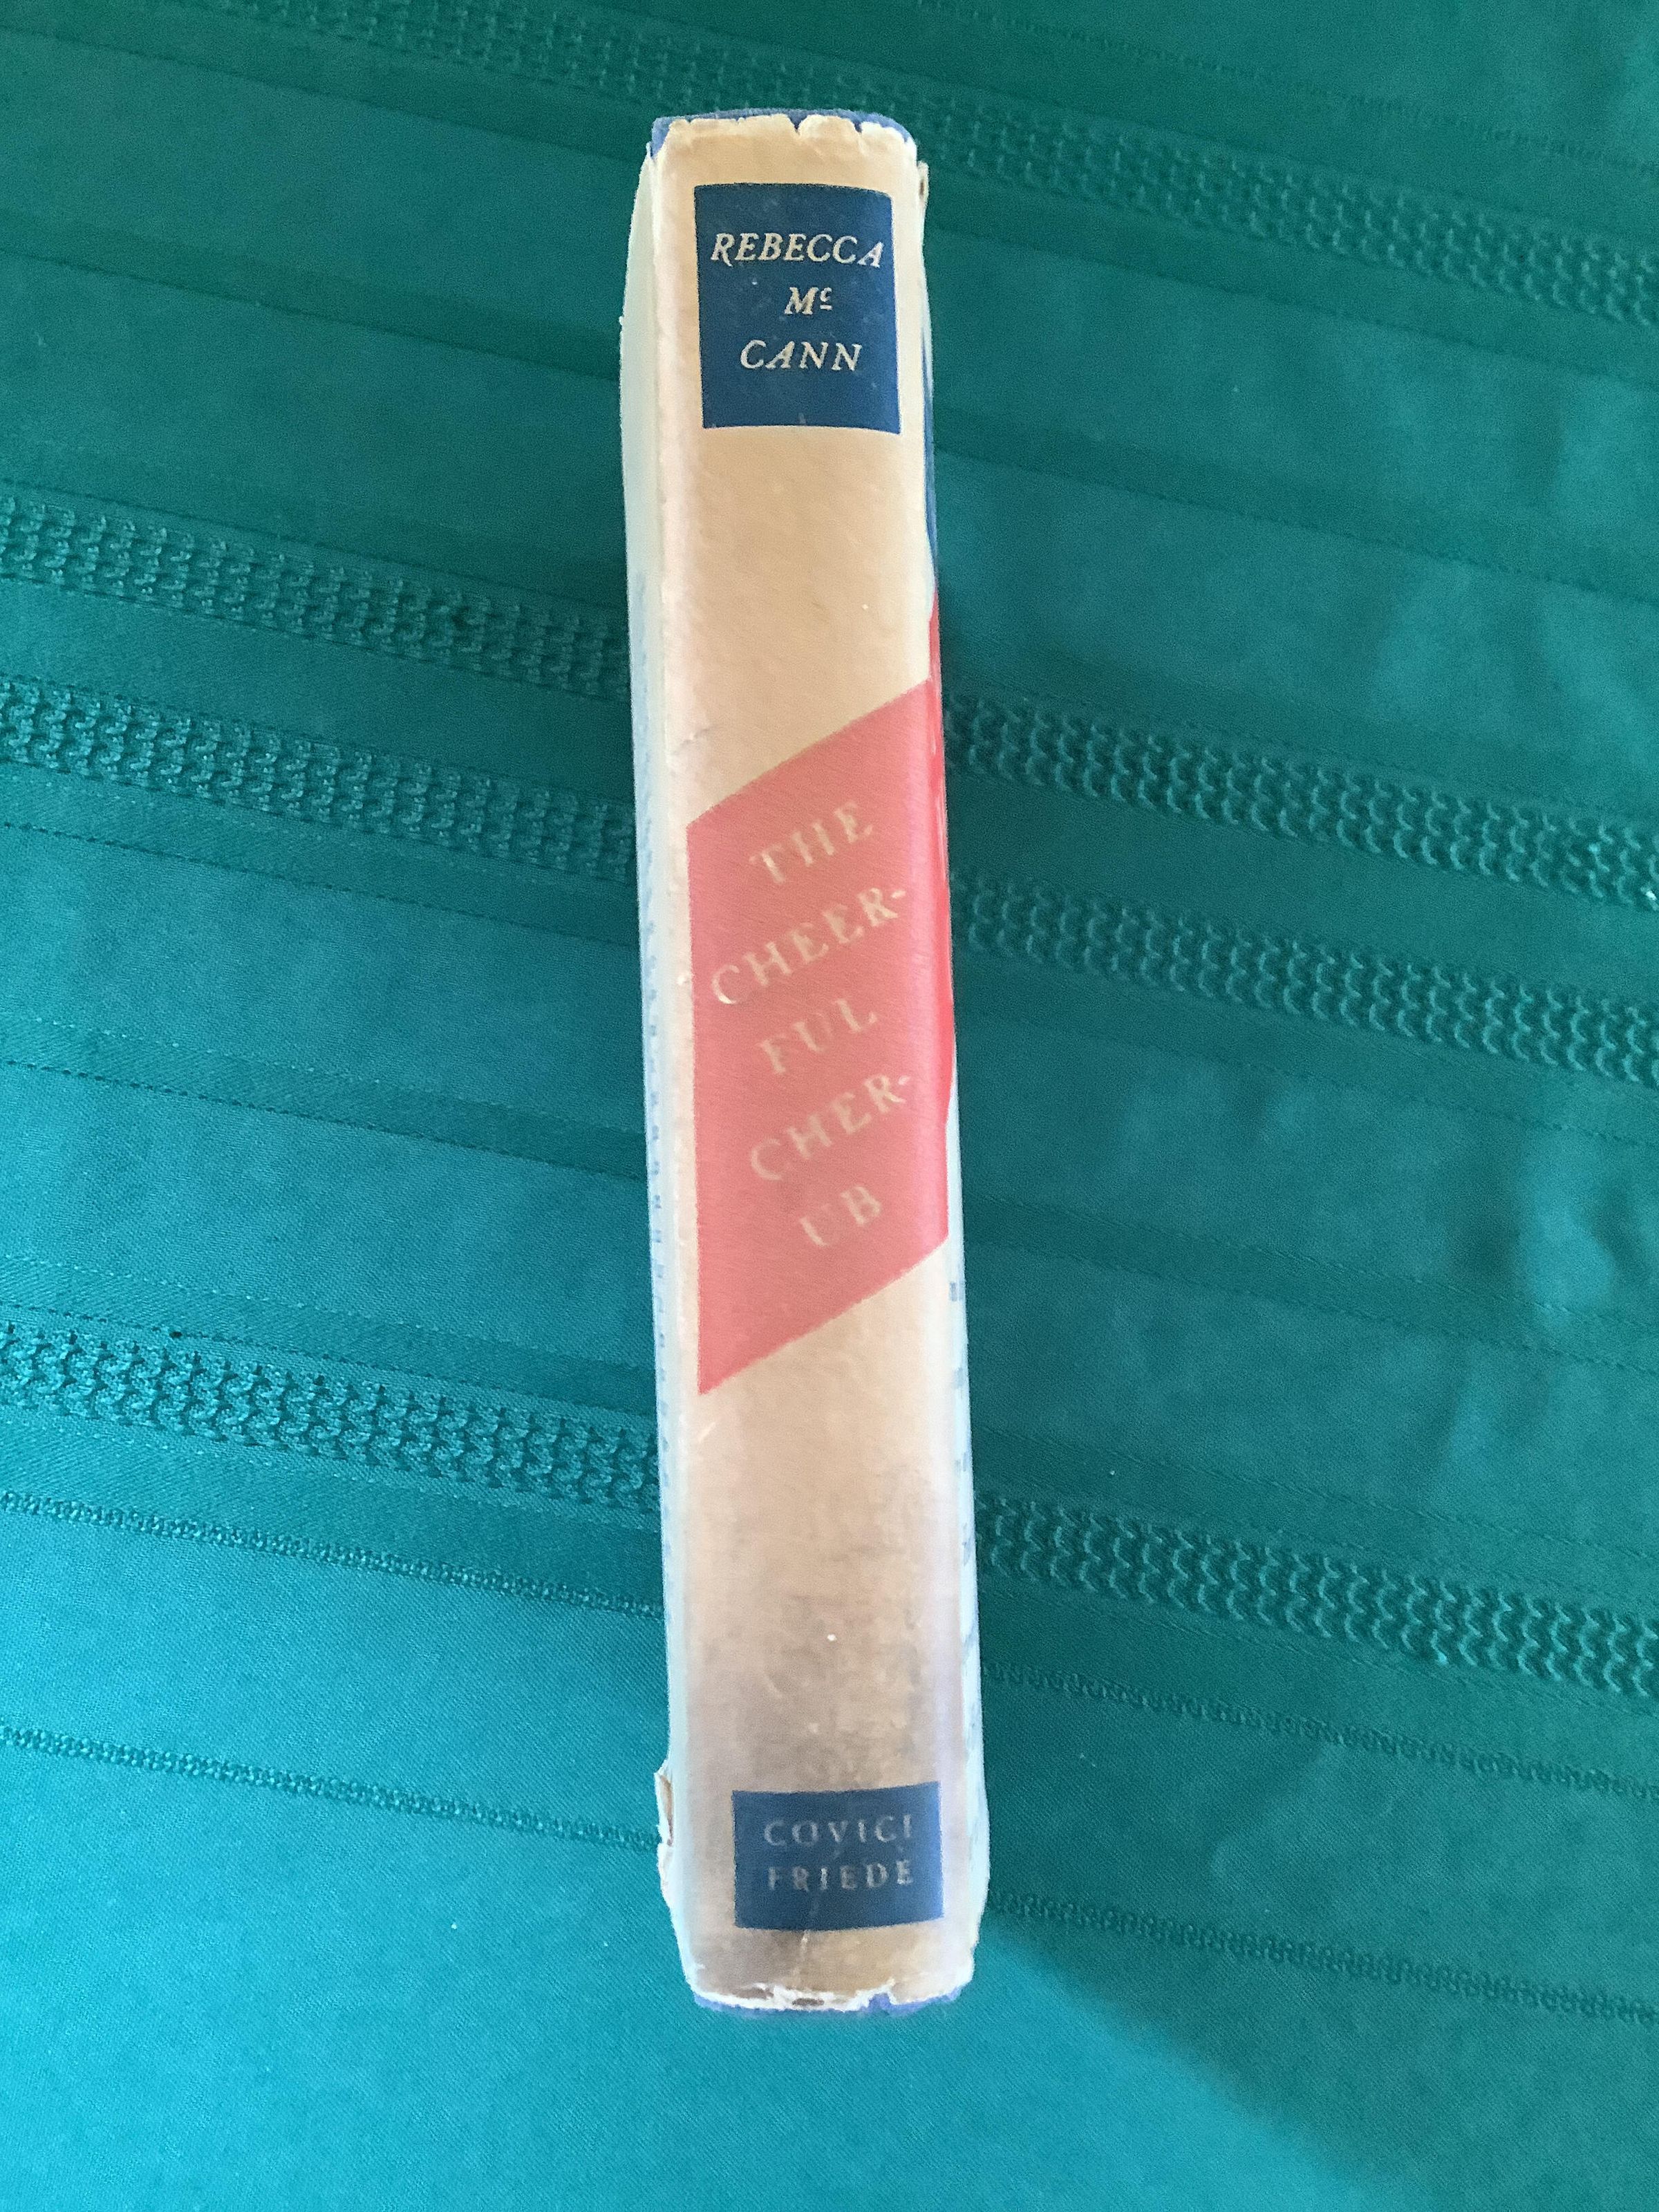 REBECCA
Mc
CANN
THE
CHEER-
FUL
CHER-
UB
COVICI
FRIEDE